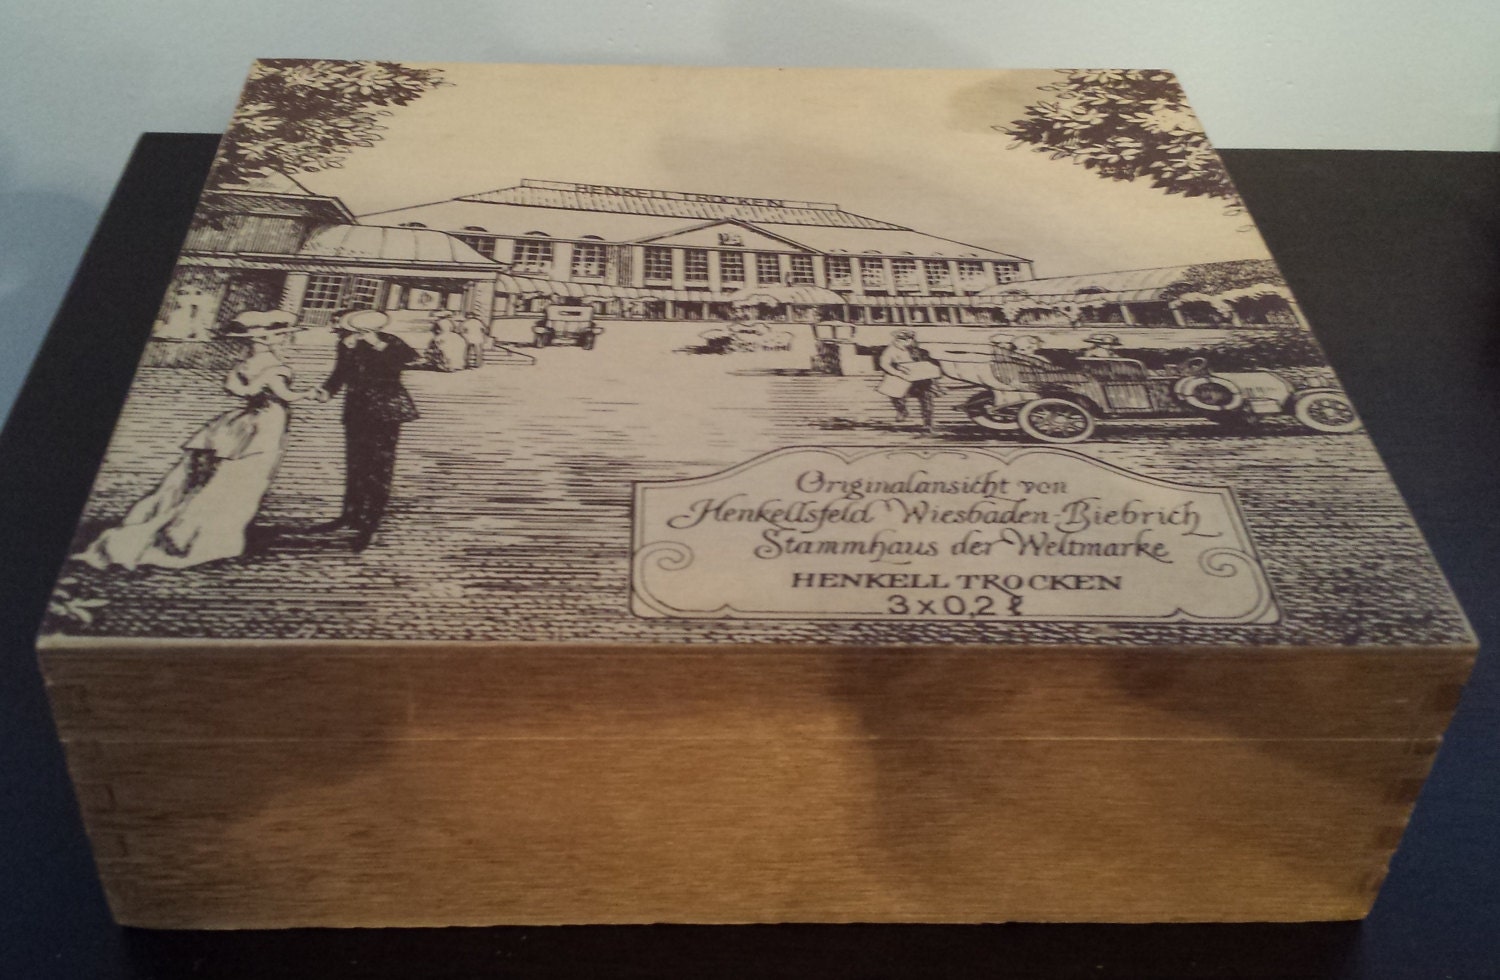 HENKELL TROCKEN
Originalansicht von
Henkellsfeld Wiesbaden-Biebrich
Stammhaus der Weltmarke
HENKELL TROCKEN
3 x 0,2 ℓ